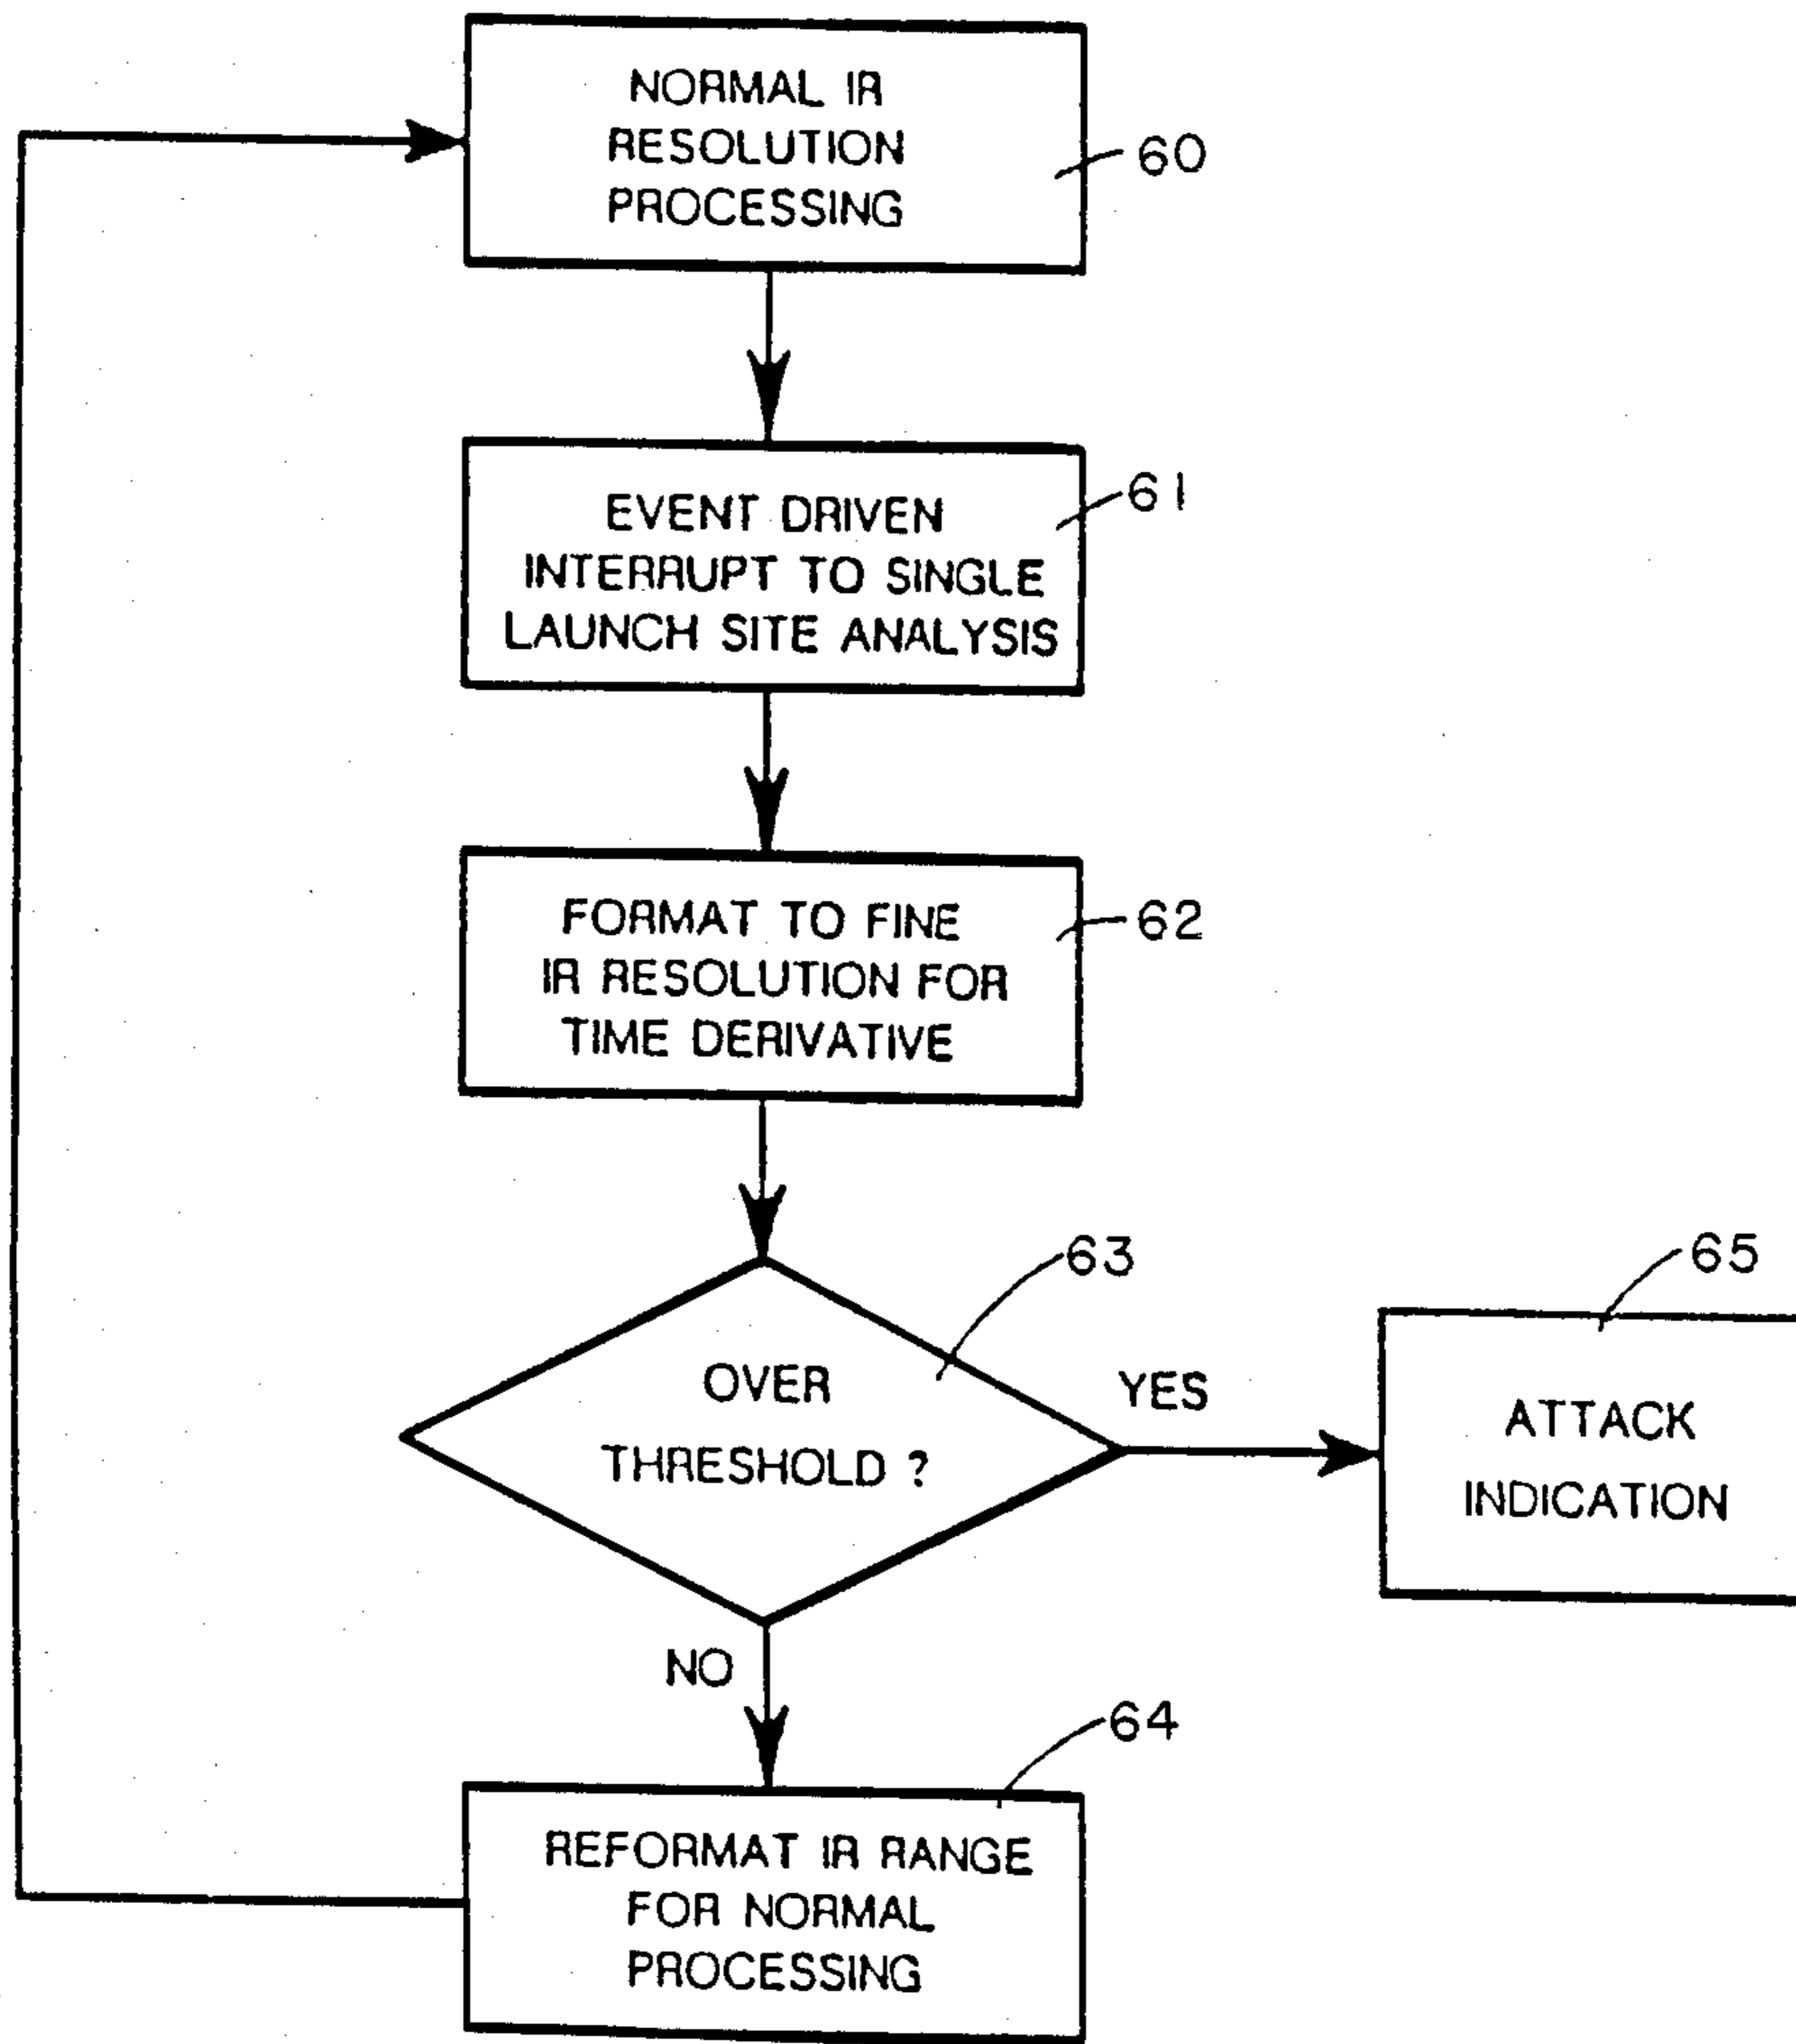 NORMAL IR
RESOLUTION
PROCESSING
60
EVENT DRIVEN
INTERRUPT TO SINGLE
LAUNCH SITE ANALYSIS
61
FORMAT TO FINE
IR RESOLUTION FOR
TIME DERIVATIVE
62
OVER
THRESHOLD ?
63
YES
ATTACK
INDICATION
65
NO
REFORMAT IR RANGE
FOR NORMAL
PROCESSING
64